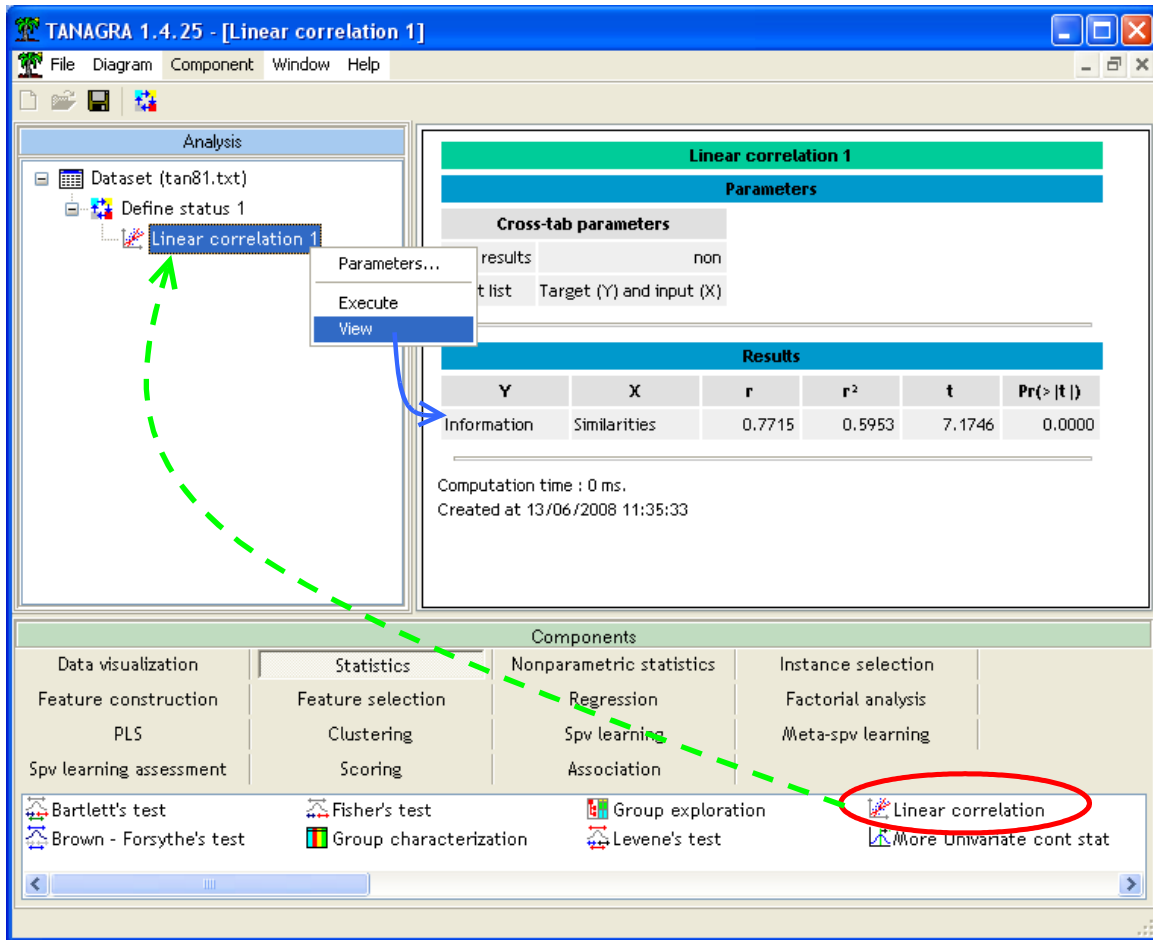 TANAGRA 1.4.25 - [Linear correlation 1]
File Diagram Component Window Help
Analysis
Dataset (tan81.txt)
Define status 1
Linear correlation 1
Parameters...
Execute
View
Linear correlation 1
Parameters
Cross-tab parameters
results non
t list Target (Y) and input (X)
Results
Y X r r² t Pr(>|t|)
Information Similarities 0.7715 0.5953 7.1746 0.0000
Computation time : 0 ms.
Created at 13/06/2008 11:35:33
Components
Data visualization Statistics Nonparametric statistics Instance selection
Feature construction Feature selection Regression Factorial analysis
PLS Clustering Spv learning Meta-spv learning
Spv learning assessment Scoring Association
Bartlett's test Fisher's test Group exploration Linear correlation
Brown - Forsythe's test Group characterization Levene's test More Univariate cont stat